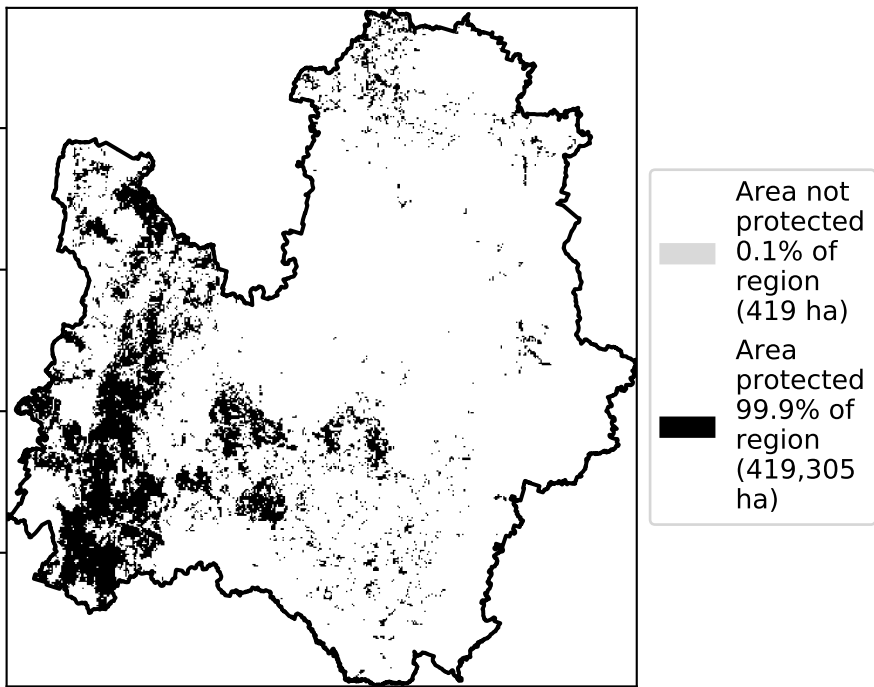 Area not
protected
0.1% of
region
(419 ha)
Area
protected
99.9% of
region
(419,305
ha)